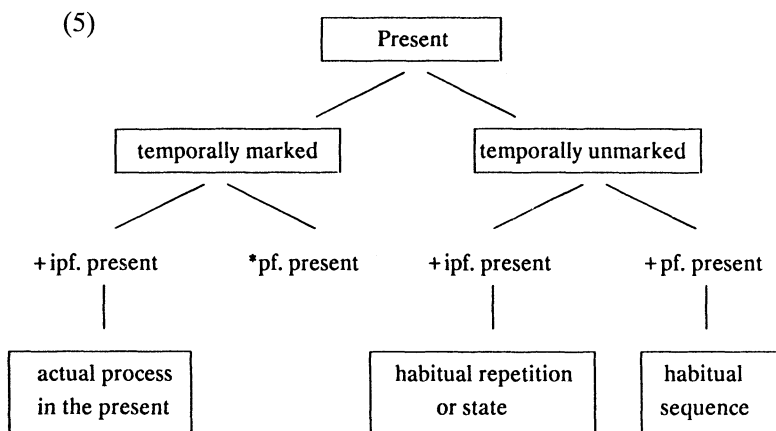 (5)
Present
temporally marked
temporally unmarked
+ipf. present
*pf. present
+ipf. present
+pf. present
actual process
in the present
habitual repetition
or state
habitual
sequence